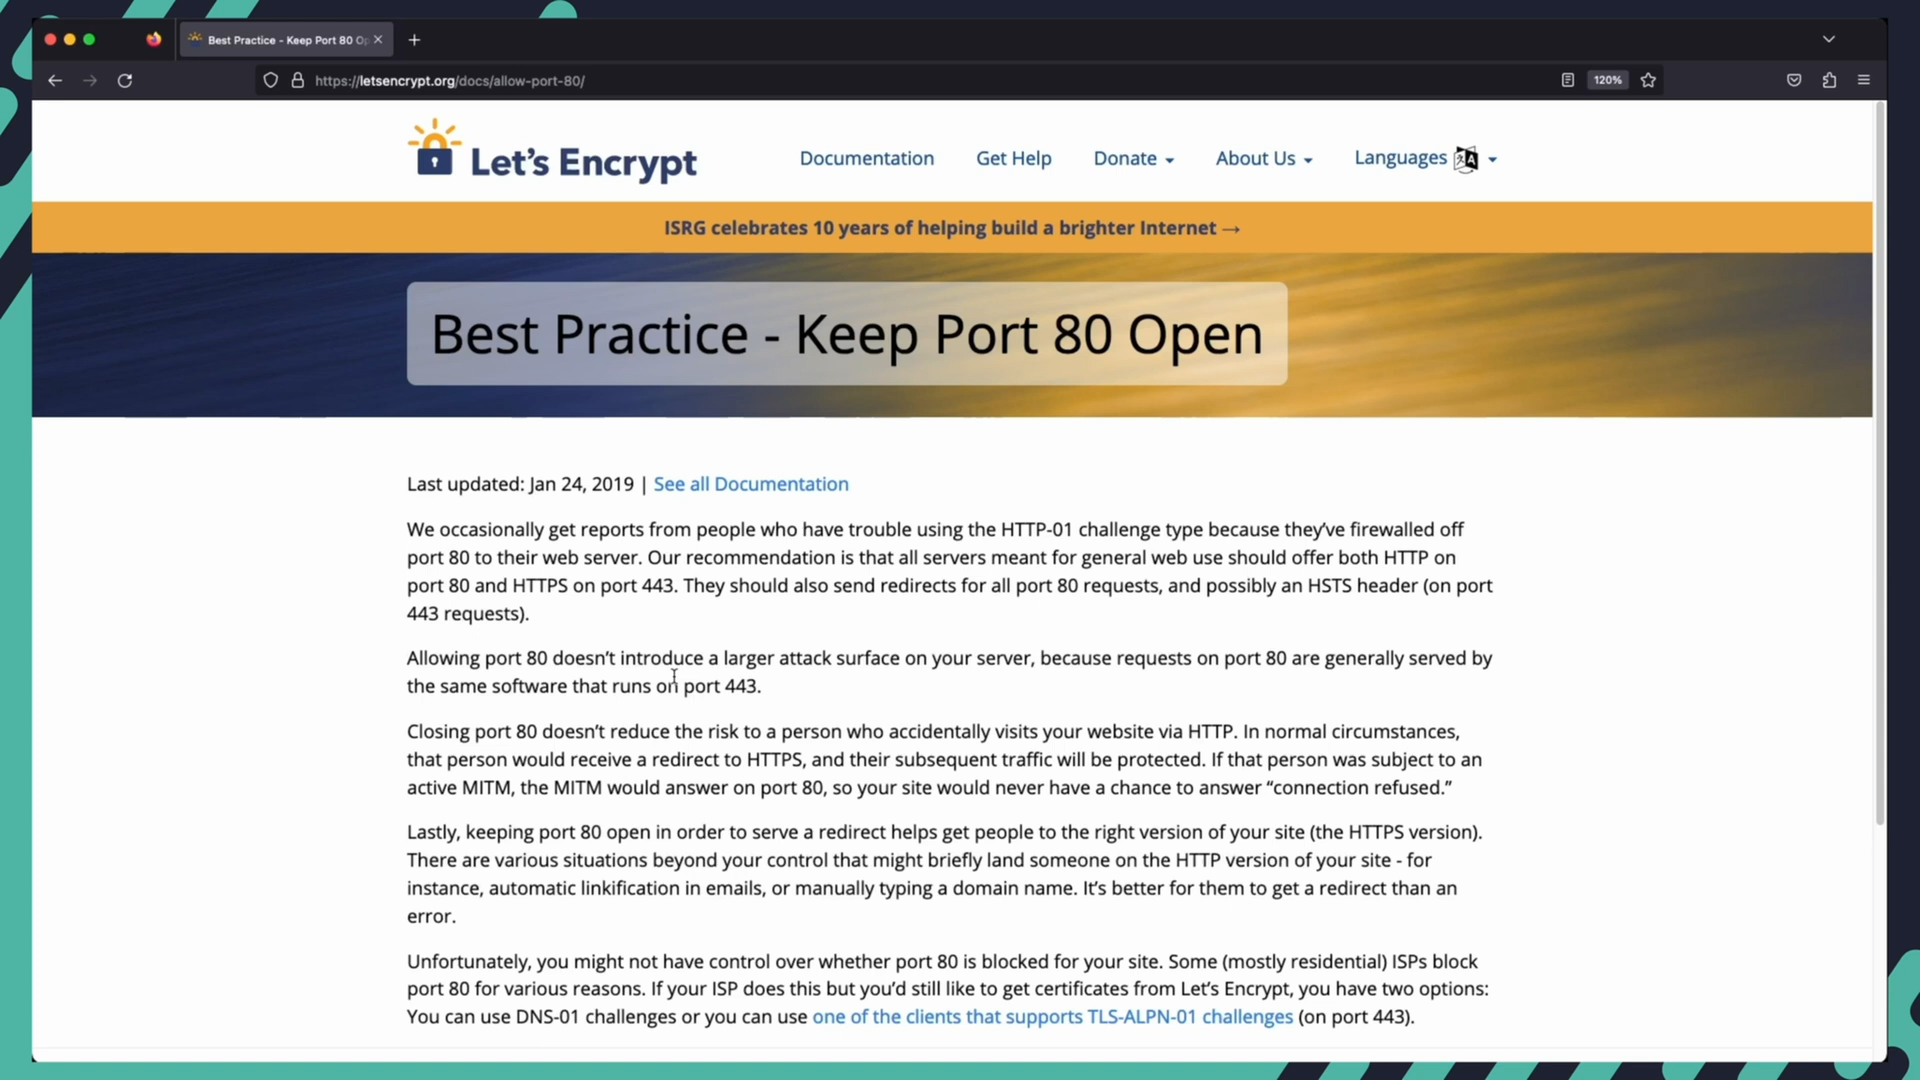 Best Practice - Keep Port 80 Op
https://letsencrypt.org/docs/allow-port-80/
120%
Let's Encrypt
Documentation
Get Help
Donate
About Us
Languages
ISRG celebrates 10 years of helping build a brighter Internet →
Best Practice - Keep Port 80 Open
Last updated: Jan 24, 2019 | See all Documentation
We occasionally get reports from people who have trouble using the HTTP-01 challenge type because they've firewalled off
port 80 to their web server. Our recommendation is that all servers meant for general web use should offer both HTTP on
port 80 and HTTPS on port 443. They should also send redirects for all port 80 requests, and possibly an HSTS header (on port
443 requests).
Allowing port 80 doesn't introduce a larger attack surface on your server, because requests on port 80 are generally served by
the same software that runs on port 443.
Closing port 80 doesn't reduce the risk to a person who accidentally visits your website via HTTP. In normal circumstances,
that person would receive a redirect to HTTPS, and their subsequent traffic will be protected. If that person was subject to an
active MITM, the MITM would answer on port 80, so your site would never have a chance to answer “connection refused.”
Lastly, keeping port 80 open in order to serve a redirect helps get people to the right version of your site (the HTTPS version).
There are various situations beyond your control that might briefly land someone on the HTTP version of your site - for
instance, automatic linkification in emails, or manually typing a domain name. It's better for them to get a redirect than an
error.
Unfortunately, you might not have control over whether port 80 is blocked for your site. Some (mostly residential) ISPs block
port 80 for various reasons. If your ISP does this but you'd still like to get certificates from Let's Encrypt, you have two options:
You can use DNS-01 challenges or you can use one of the clients that supports TLS-ALPN-01 challenges (on port 443).